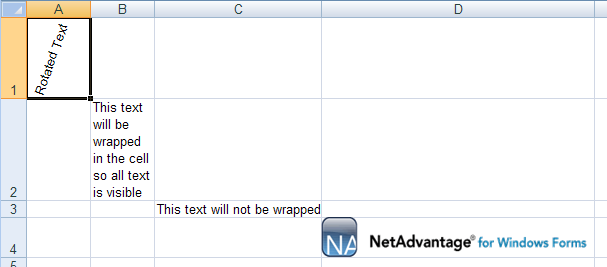 A B C D
1
Rotated Text
2
This text
will be
wrapped
in the cell
so all text
is visible
3
This text will not be wrapped
4
NA NetAdvantage® for Windows Forms
5